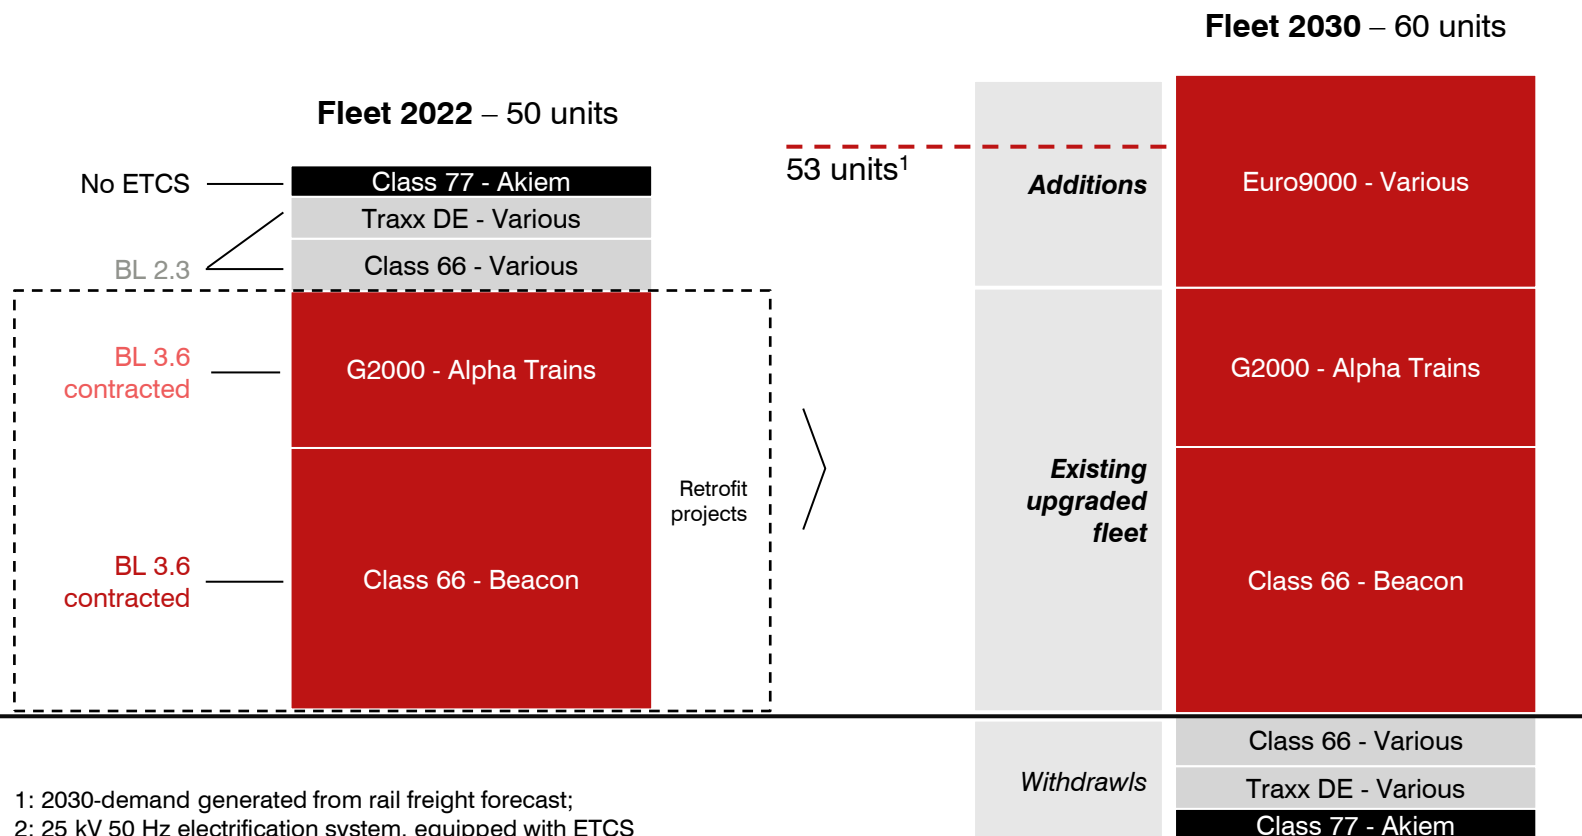 Fleet 2030 – 60 units
Fleet 2022 – 50 units
No ETCS
Class 77 - Akiem
Traxx DE - Various
BL 2.3
Class 66 - Various
BL 3.6
contracted
G2000 - Alpha Trains
BL 3.6
contracted
Class 66 - Beacon
Retrofit
projects
53 units¹
Additions
Euro9000 - Various
Existing
upgraded
fleet
G2000 - Alpha Trains
Class 66 - Beacon
Withdrawls
Class 66 - Various
Traxx DE - Various
Class 77 - Akiem
1: 2030-demand generated from rail freight forecast;
2: 25 kV 50 Hz electrification system, equipped with ETCS